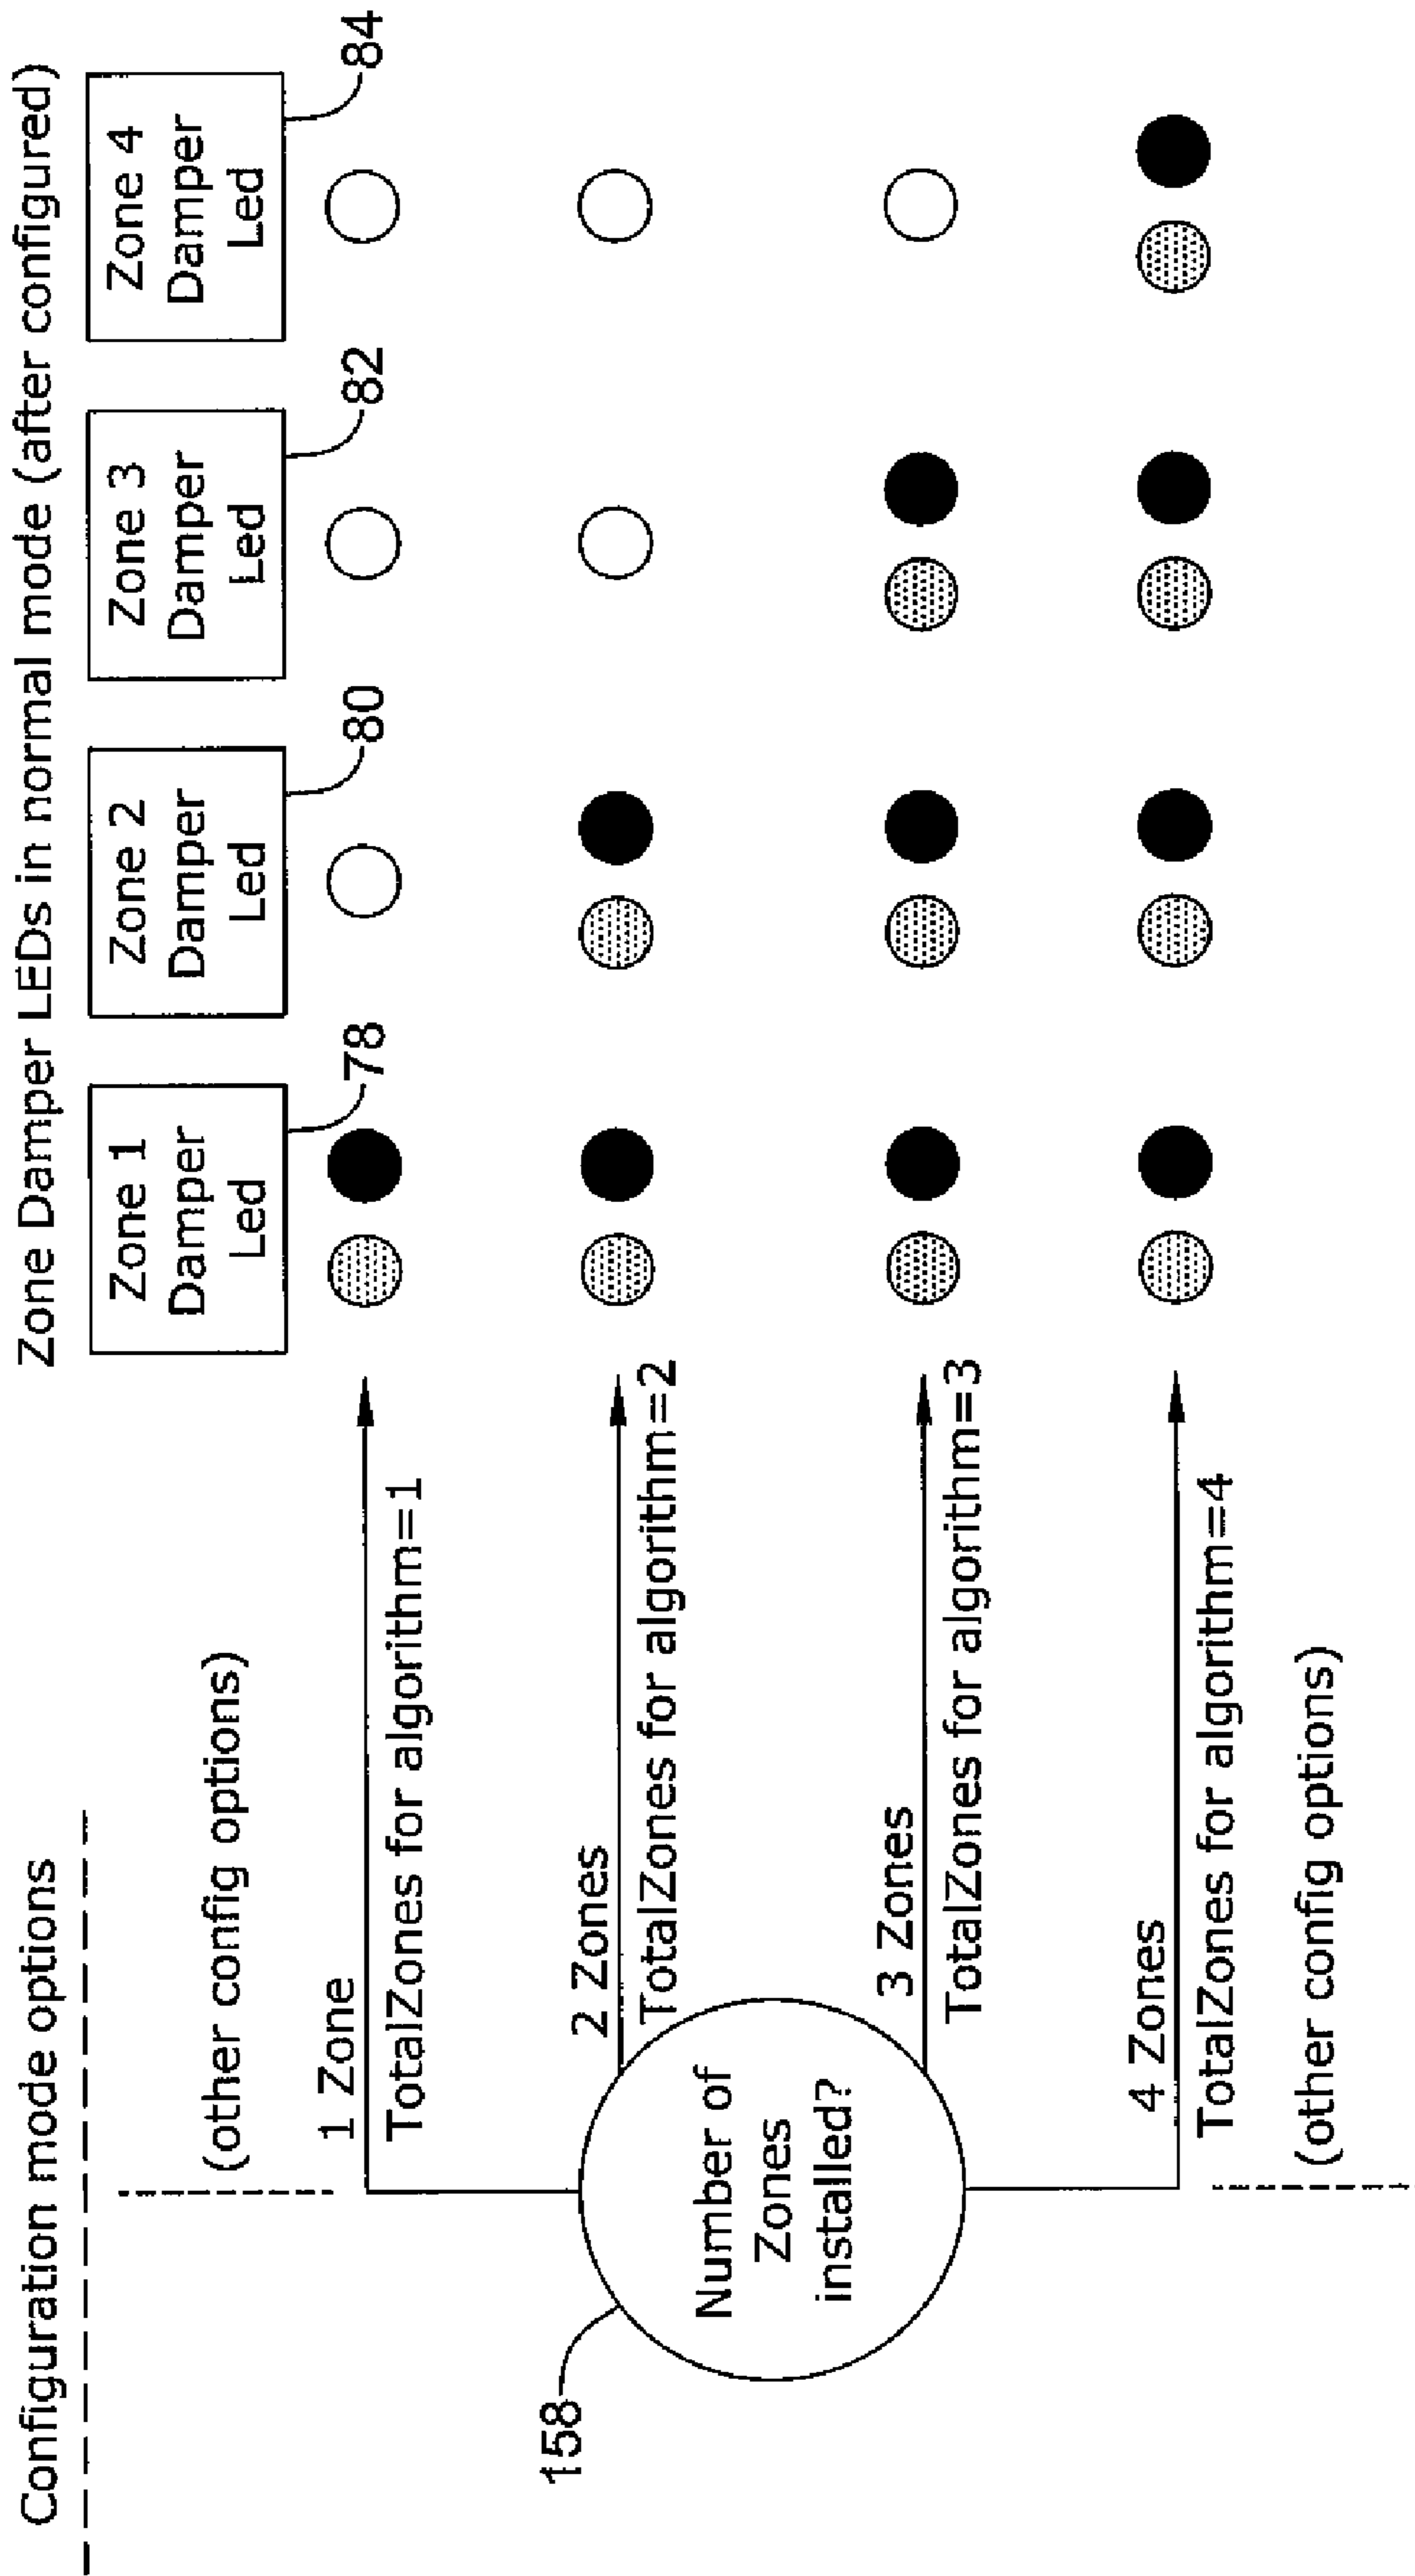 Configuration mode options
Zone Damper LEDs in normal mode (after configured)
Zone 1
Damper
Led
78
Zone 2
Damper
Led
80
Zone 3
Damper
Led
82
Zone 4
Damper
Led
84
(other config options)
1 Zone
TotalZones for algorithm=1
2 Zones
TotalZones for algorithm=2
158
Number of
Zones
installed?
3 Zones
TotalZones for algorithm=3
4 Zones
TotalZones for algorithm=4
(other config options)